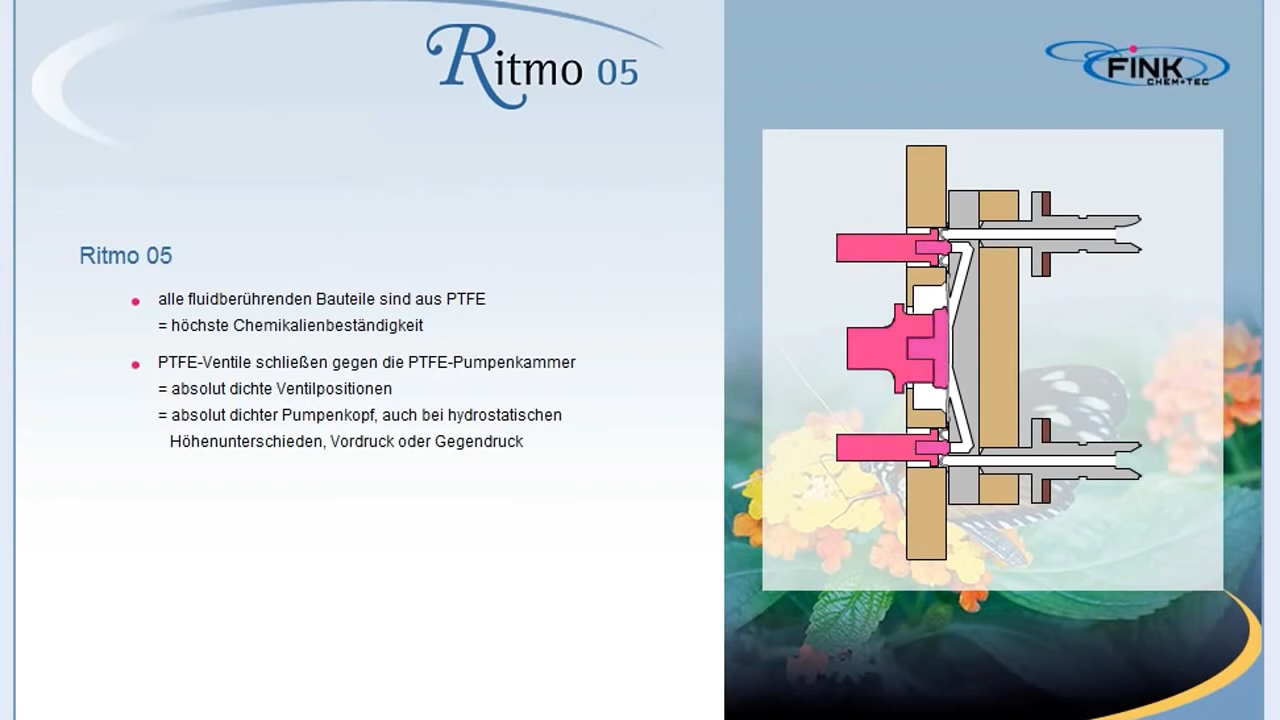 Ritmo 05
FINK
CHEM+TEC
Ritmo 05
alle fluidberührenden Bauteile sind aus PTFE
= höchste Chemikalienbeständigkeit
PTFE-Ventile schließen gegen die PTFE-Pumpenkammer
= absolut dichte Ventilpositionen
= absolut dichter Pumpenkopf, auch bei hydrostatischen
Höhenunterschieden, Vordruck oder Gegendruck